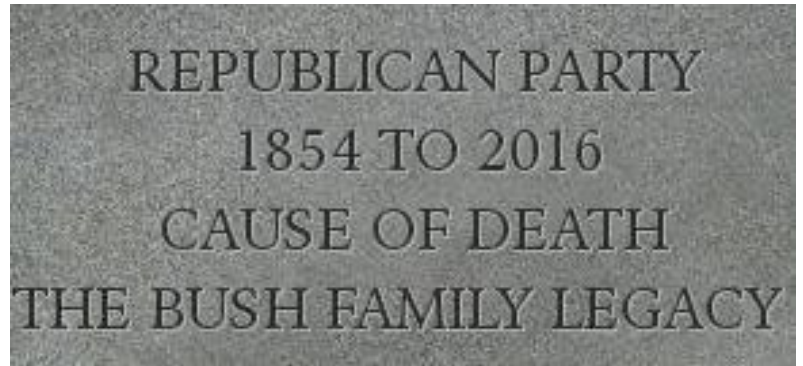 REPUBLICAN PARTY
1854 TO 2016
CAUSE OF DEATH
THE BUSH FAMILY LEGACY